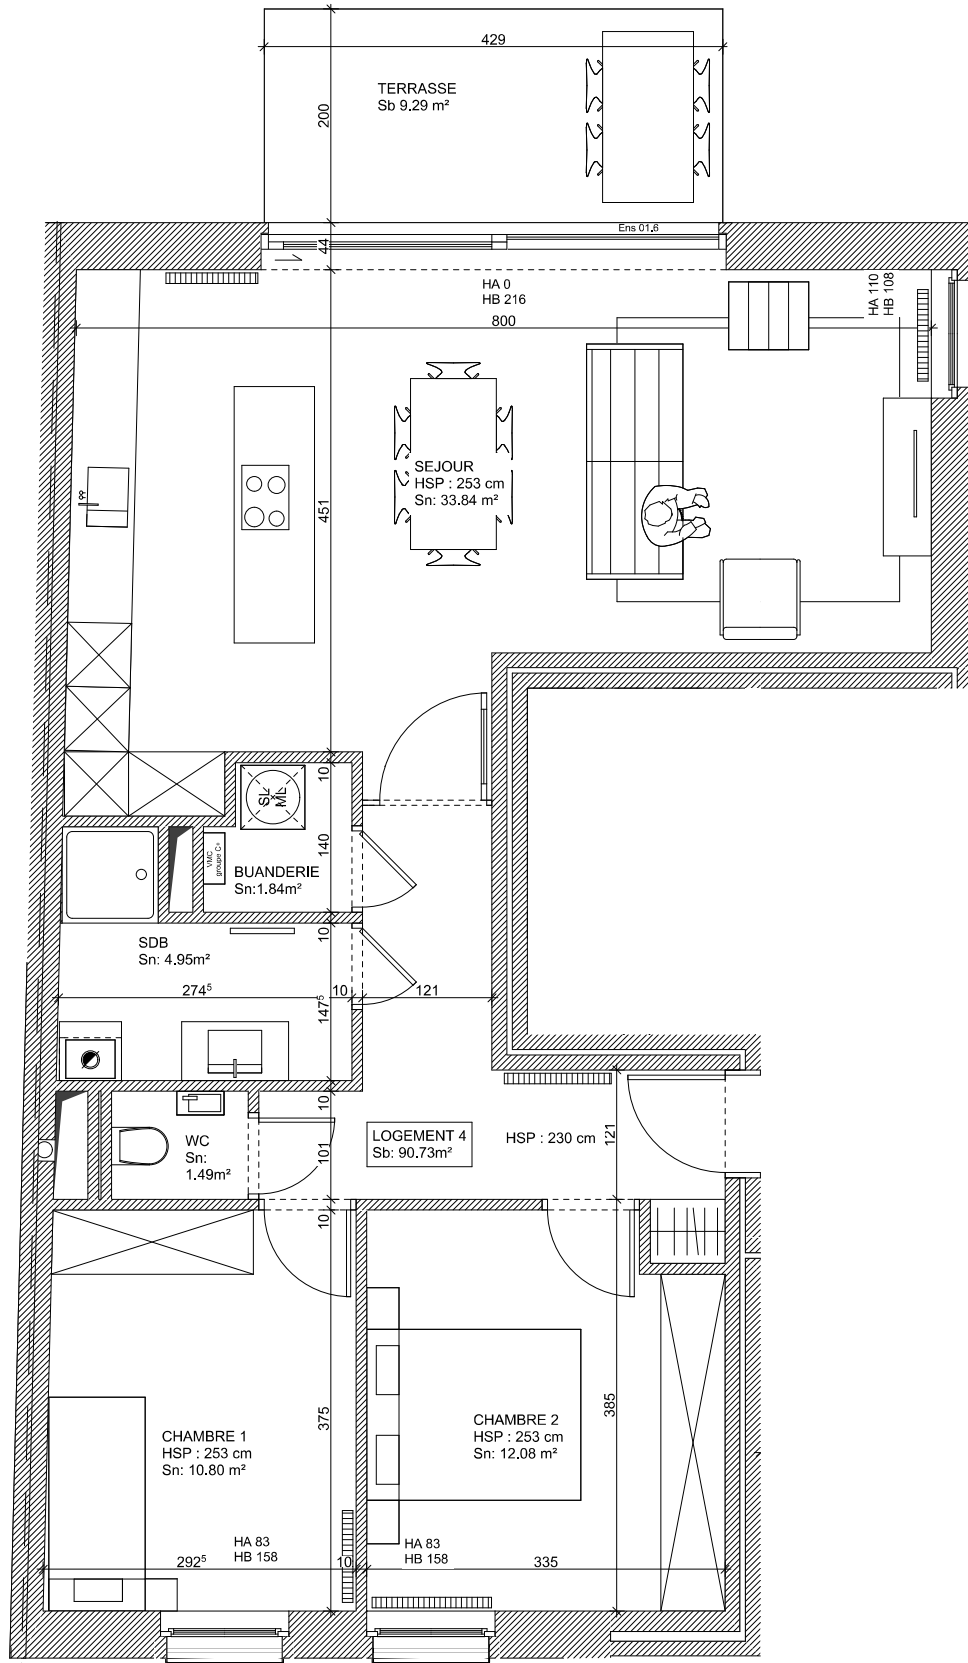 429
TERRASSE
Sb 9.29 m²
200
Ens 01.6
44
HA 0
HB 216
HA 110
HB 108
800
SEJOUR
HSP : 253 cm
Sn: 33.84 m²
451
10
SL
ML
140
VMC
groupe C+
BUANDERIE
Sn:1.84m²
10
SDB
Sn: 4.95m²
274⁵
10
121
147⁵
10
WC
Sn:
1.49m²
101
LOGEMENT 4
Sb: 90.73m²
HSP : 230 cm
121
10
375
385
CHAMBRE 1
HSP : 253 cm
Sn: 10.80 m²
CHAMBRE 2
HSP : 253 cm
Sn: 12.08 m²
HA 83
HB 158
HA 83
HB 158
292⁵
10
335